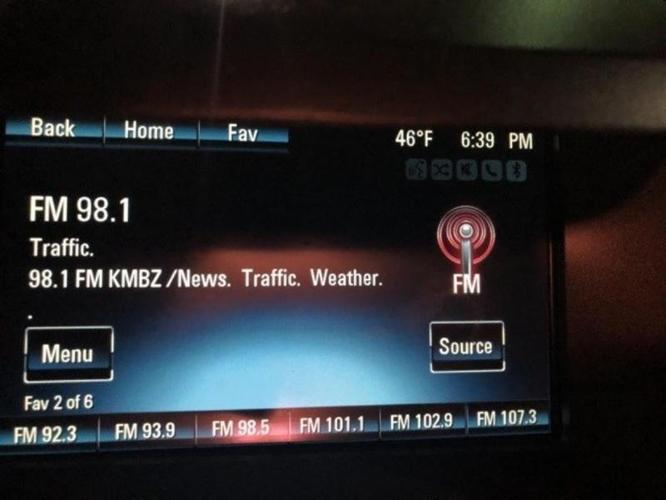 Back Home Fav 46°F 6:39 PM
FM 98.1
Traffic.
98.1 FM KMBZ /News. Traffic. Weather.
.
FM
Menu Source
Fav 2 of 6
FM 92.3 FM 93.9 FM 98.5 FM 101.1 FM 102.9 FM 107.3